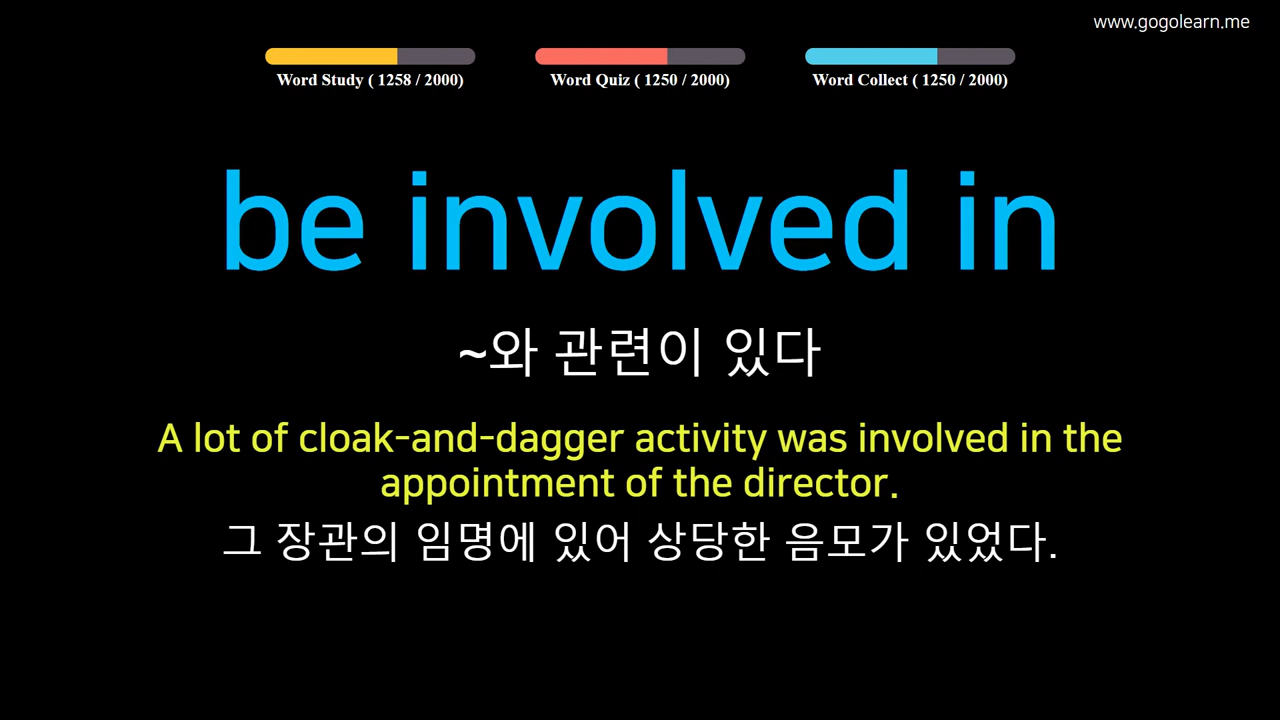 www.gogolearn.me
Word Study ( 1258 / 2000)
Word Quiz ( 1250 / 2000)
Word Collect ( 1250 / 2000)
be involved in
~와 관련이 있다
A lot of cloak-and-dagger activity was involved in the
appointment of the director.
그 장관의 임명에 있어 상당한 음모가 있었다.